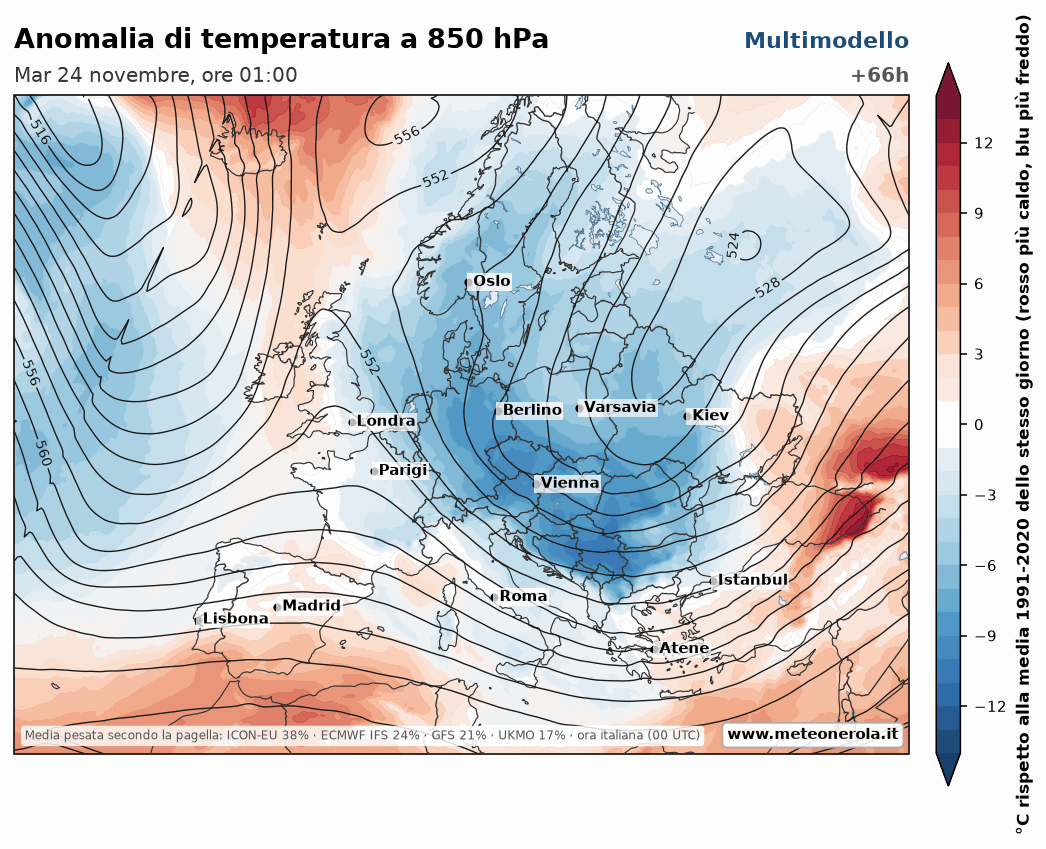 Anomalia di temperatura a 850 hPa
Multimodello
Mar 24 novembre, ore 01:00
+66h
516
556
552
524
528
Oslo
552
556
Berlino
Varsavia
Kiev
Londra
560
Parigi
Vienna
Istanbul
Roma
Madrid
Lisbona
Atene
Media pesata secondo la pagella: ICON-EU 38% · ECMWF IFS 24% · GFS 21% · UKMO 17% · ora italiana (00 UTC)
www.meteonerola.it
12
9
6
3
0
−3
−6
−9
−12
°C rispetto alla media 1991-2020 dello stesso giorno (rosso più caldo, blu più freddo)